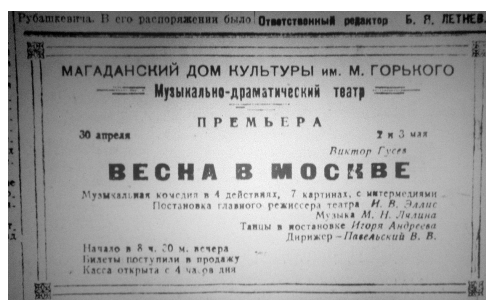 Рубашкевича. В его распоряжении было
Ответственный редактор Б. Я. ЛЕТНЕВ
МАГАДАНСКИЙ ДОМ КУЛЬТУРЫ им. М. ГОРЬКОГО
Музыкально-драматический театр
ПРЕМЬЕРА
30 апреля 2 и 3 мая
Виктор Гусев
ВЕСНА В МОСКВЕ
Музыкальная комедия в 4 действиях, 7 картинах, с интермедиями
Постановка главного режиссера театра И. В. Эллис
Музыка М. Н. Лялина
Танцы в постановке Игоря Андреева
Дирижер—Павельский В. В.
Начало в 8 ч. 30 м. вечера
Билеты поступили в продажу
Касса открыта с 4 часов дня